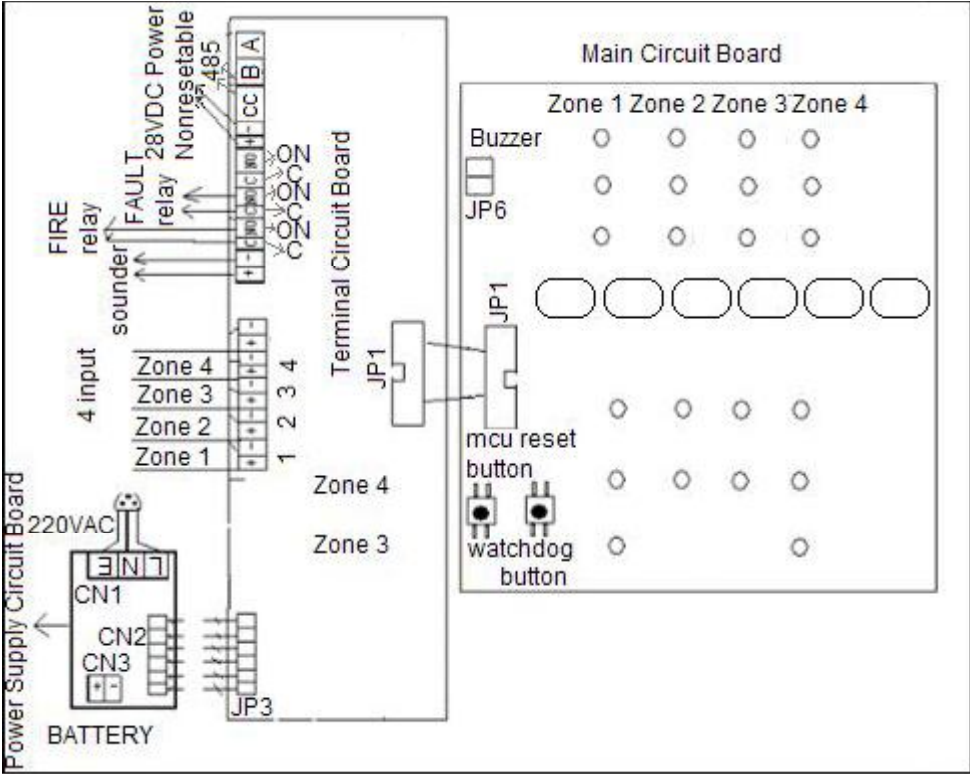 Main Circuit Board
Zone 1 Zone 2 Zone 3 Zone 4
Buzzer
JP6
JP1
mcu reset
button
watchdog
button
Terminal Circuit Board
JP1
Zone 4
Zone 3
JP3
A
B
CC
-
+
NO
C
NO
C
NO
C
-
+
ON
C
ON
C
ON
C
485
28VDC Power
Nonresetable
FAULT
relay
FIRE
relay
sounder
4 input
Zone 4
Zone 3
Zone 2
Zone 1
-
+
-
+
-
+
-
+
-
+
4
3
2
1
220VAC
E N L
CN1
CN2
CN3
+ -
BATTERY
Power Supply Circuit Board